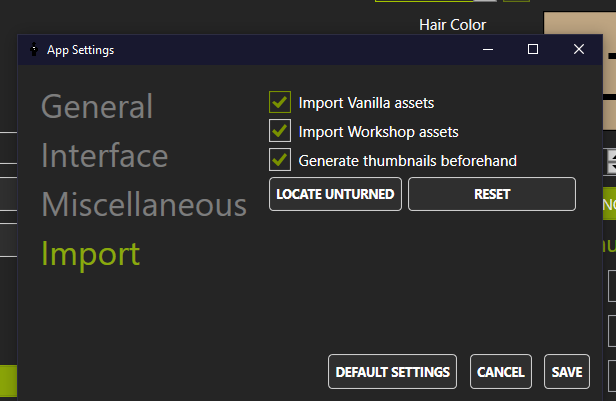 Hair Color
App Settings
General
Interface
Miscellaneous
Import
Import Vanilla assets
Import Workshop assets
Generate thumbnails beforehand
LOCATE UNTURNED
RESET
DEFAULT SETTINGS
CANCEL
SAVE